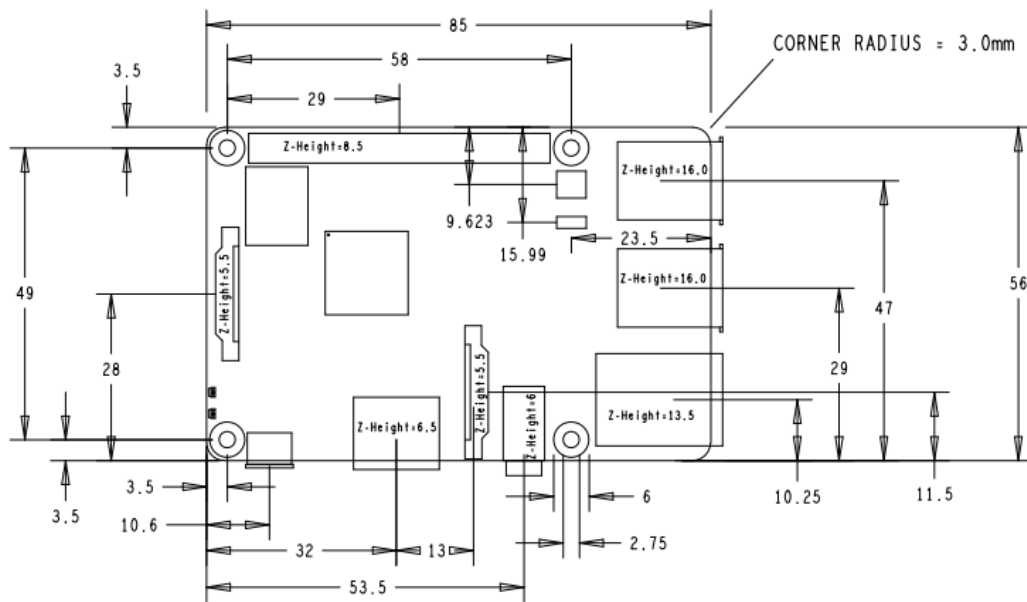 85
CORNER RADIUS = 3.0mm
58
3.5
29
Z-Height=8.5
Z-Height=16.0
9.623
23.5
15.99
Z-Height=5.5
Z-Height=16.0
49
47
56
28
29
Z-Height=5.5
Z-Height=6
Z-Height=13.5
Z-Height=6.5
3.5
3.5
6
10.25
11.5
10.6
32
13
2.75
53.5